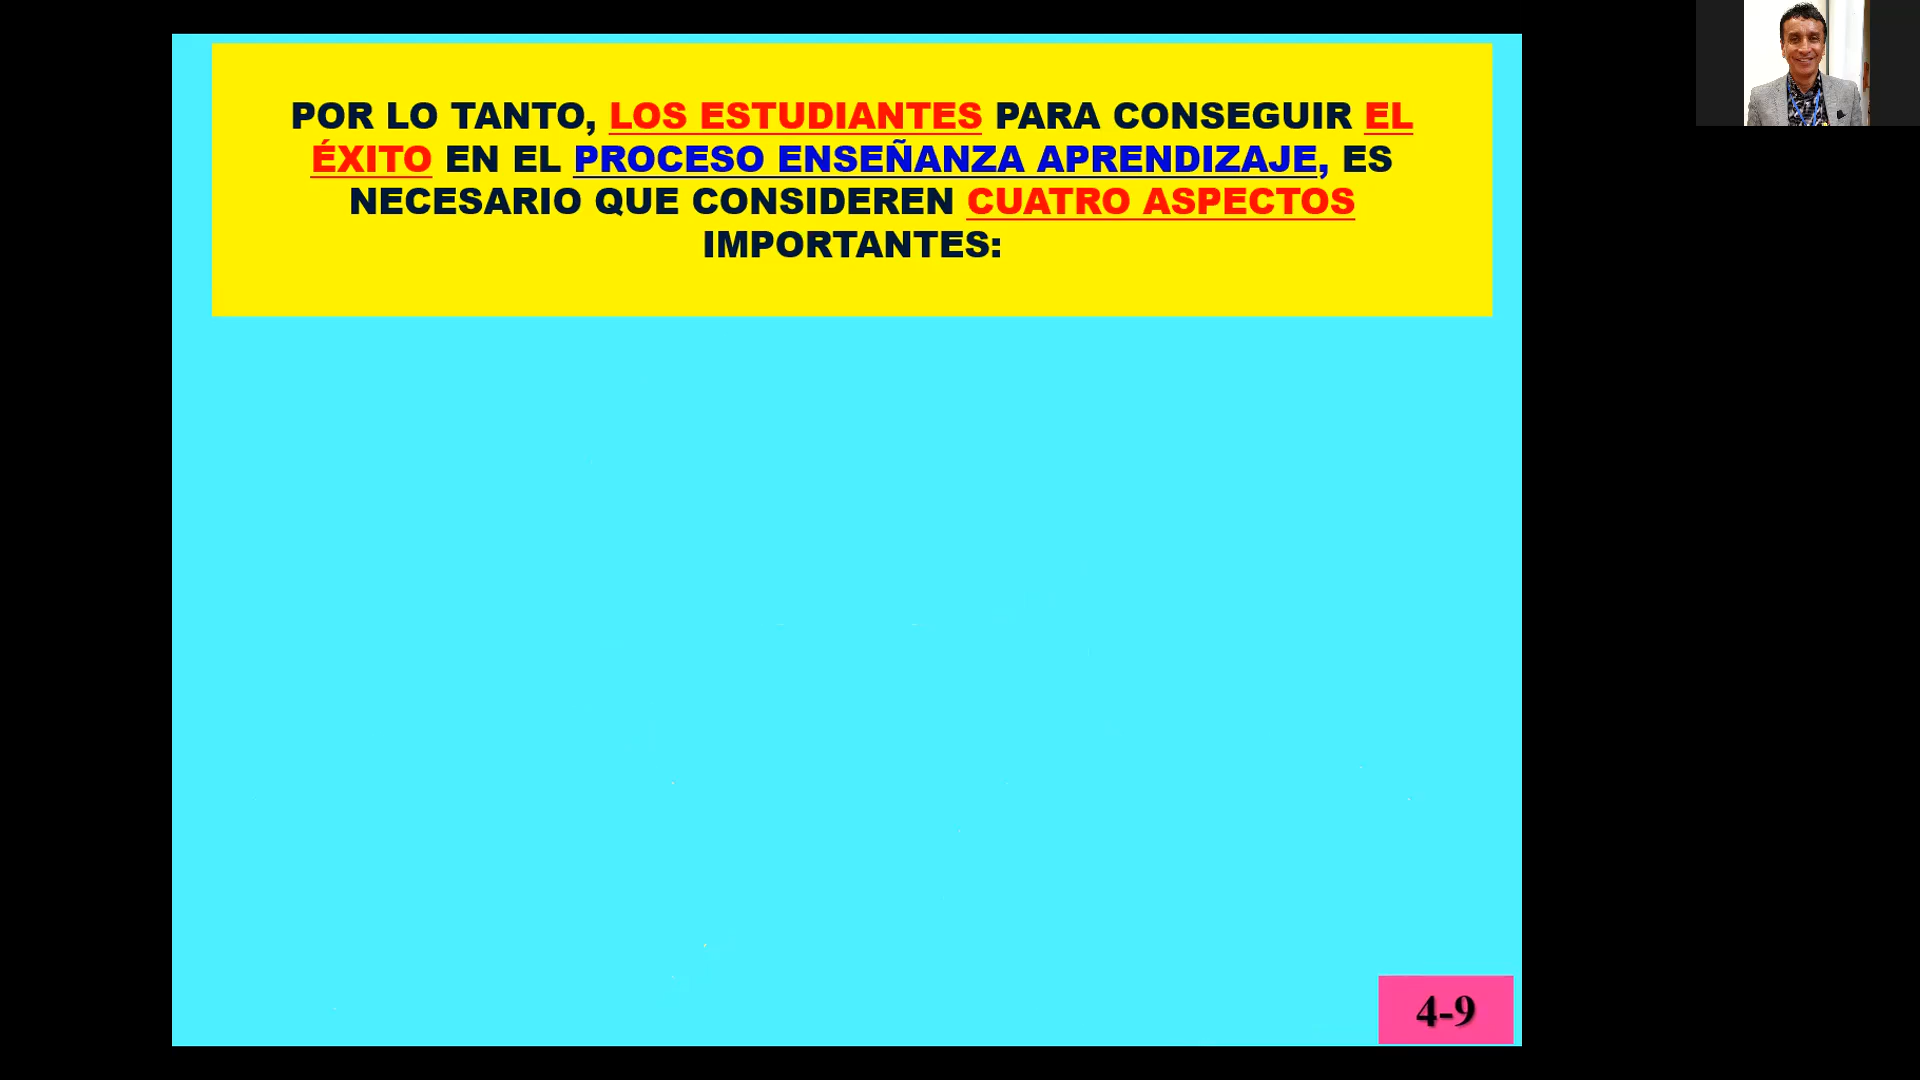 POR LO TANTO, LOS ESTUDIANTES PARA CONSEGUIR EL
ÉXITO EN EL PROCESO ENSEÑANZA APRENDIZAJE, ES
NECESARIO QUE CONSIDEREN CUATRO ASPECTOS
IMPORTANTES:
4-9